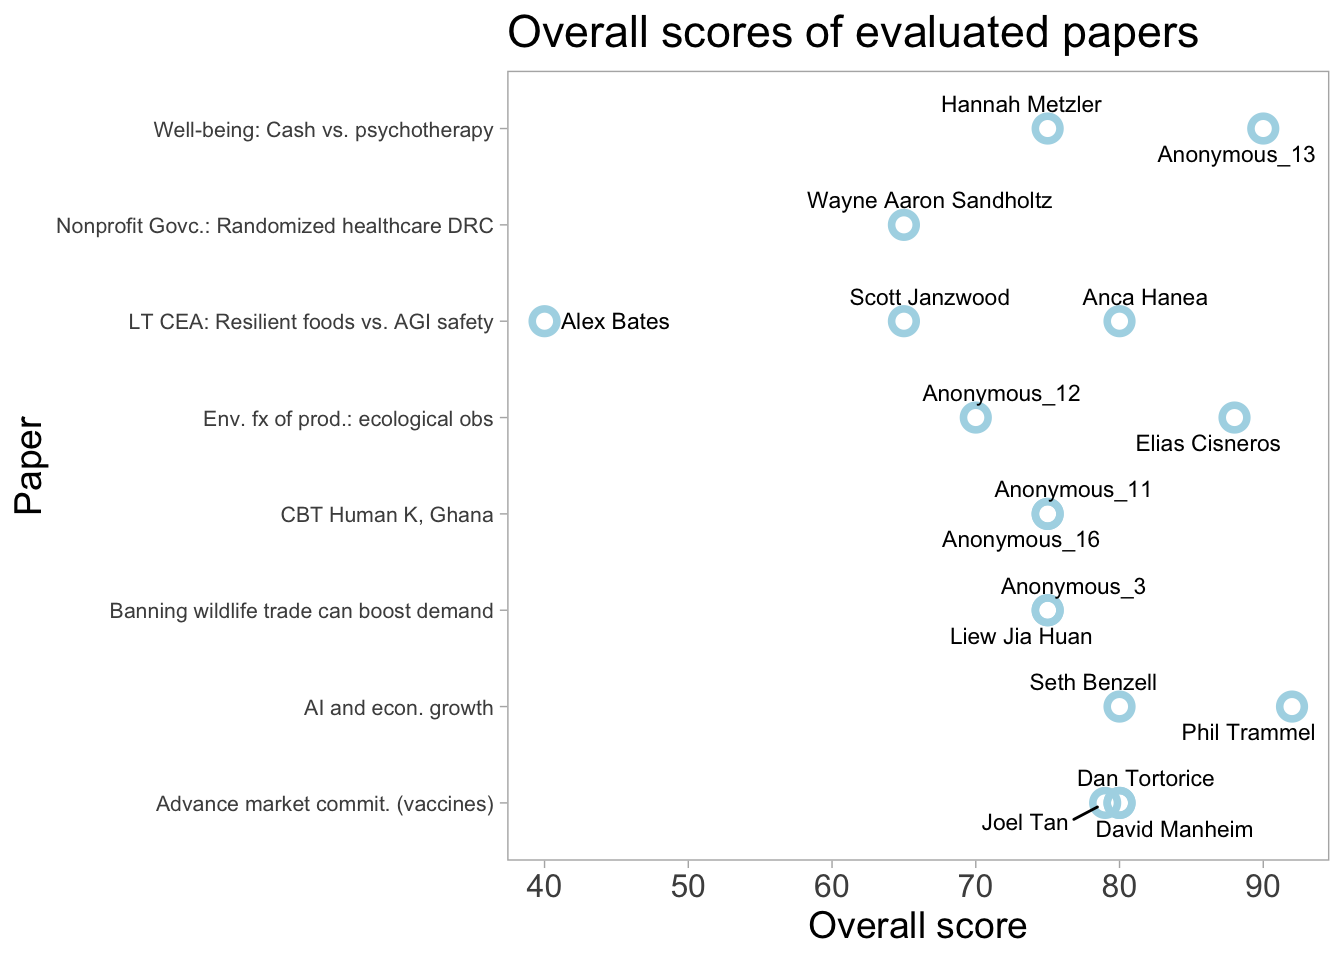 Overall scores of evaluated papers
Paper
Well-being: Cash vs. psychotherapy
Hannah Metzler
Anonymous_13
Nonprofit Govc.: Randomized healthcare DRC
Wayne Aaron Sandholtz
LT CEA: Resilient foods vs. AGI safety
Alex Bates
Scott Janzwood
Anca Hanea
Env. fx of prod.: ecological obs
Anonymous_12
Elias Cisneros
CBT Human K, Ghana
Anonymous_11
Anonymous_16
Banning wildlife trade can boost demand
Anonymous_3
Liew Jia Huan
AI and econ. growth
Seth Benzell
Phil Trammel
Advance market commit. (vaccines)
Dan Tortorice
Joel Tan
David Manheim
40 50 60 70 80 90
Overall score